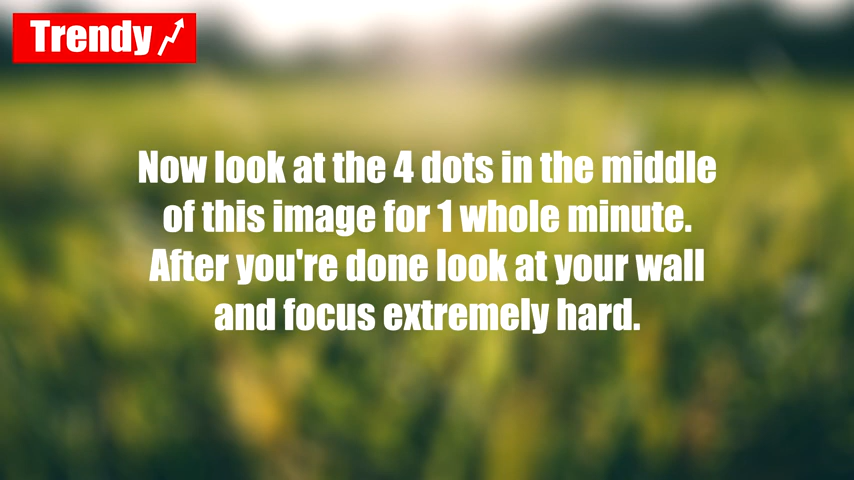 Trendy
Now look at the 4 dots in the middle
of this image for 1 whole minute.
After you're done look at your wall
and focus extremely hard.